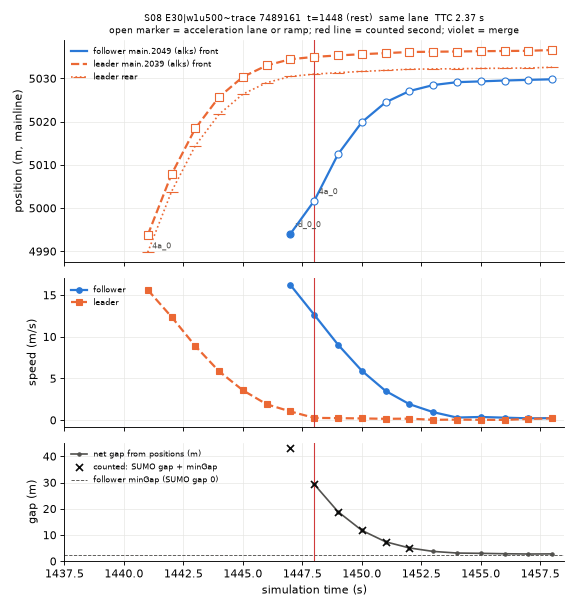 S08 E30|w1u500~trace 7489161  t=1448 (rest)  same lane  TTC 2.37 s
open marker = acceleration lane or ramp; red line = counted second; violet = merge
follower main.2049 (alks) front
leader main.2039 (alks) front
leader rear
position (m, mainline)
5030
5020
5010
5000
4990
4a_0
4a_0
follower
leader
speed (m/s)
15
10
5
0
net gap from positions (m)
counted: SUMO gap + minGap
follower minGap (SUMO gap 0)
gap (m)
40
30
20
10
0
1437.5 1440.0 1442.5 1445.0 1447.5 1450.0 1452.5 1455.0 1457.5
simulation time (s)